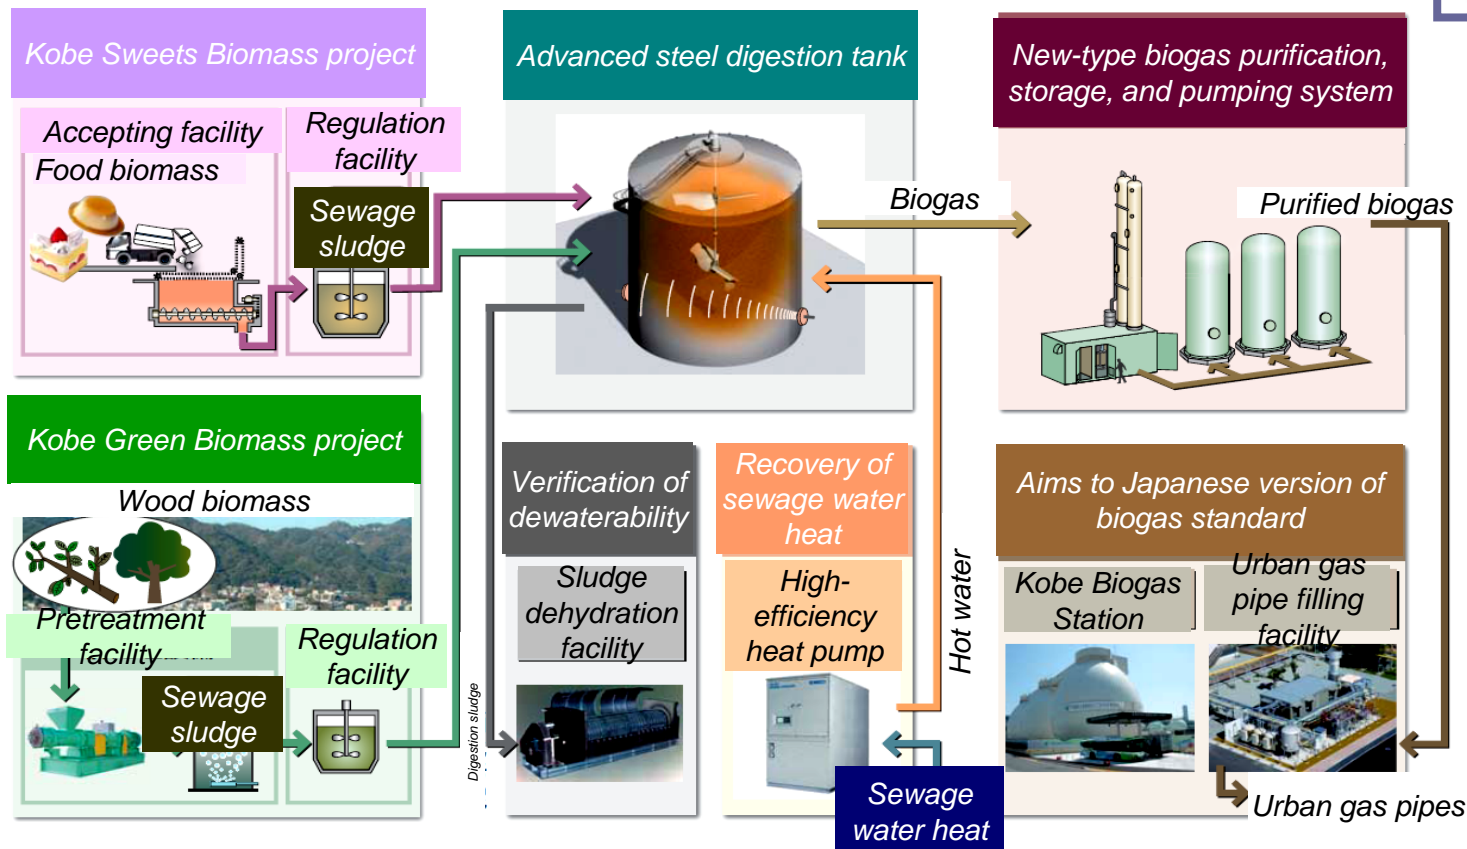 Kobe Sweets Biomass project
Accepting facility
Food biomass
Regulation
facility
Sewage
sludge
Advanced steel digestion tank
Biogas
New-type biogas purification,
storage, and pumping system
Purified biogas
Kobe Green Biomass project
Wood biomass
Pretreatment
facility
Sewage
sludge
Regulation
facility
Digestion sludge
Verification of
dewaterability
Sludge
dehydration
facility
Recovery of
sewage water
heat
High-
efficiency
heat pump
Hot water
Sewage
water heat
Aims to Japanese version of
biogas standard
Kobe Biogas
Station
Urban gas
pipe filling
facility
Urban gas pipes